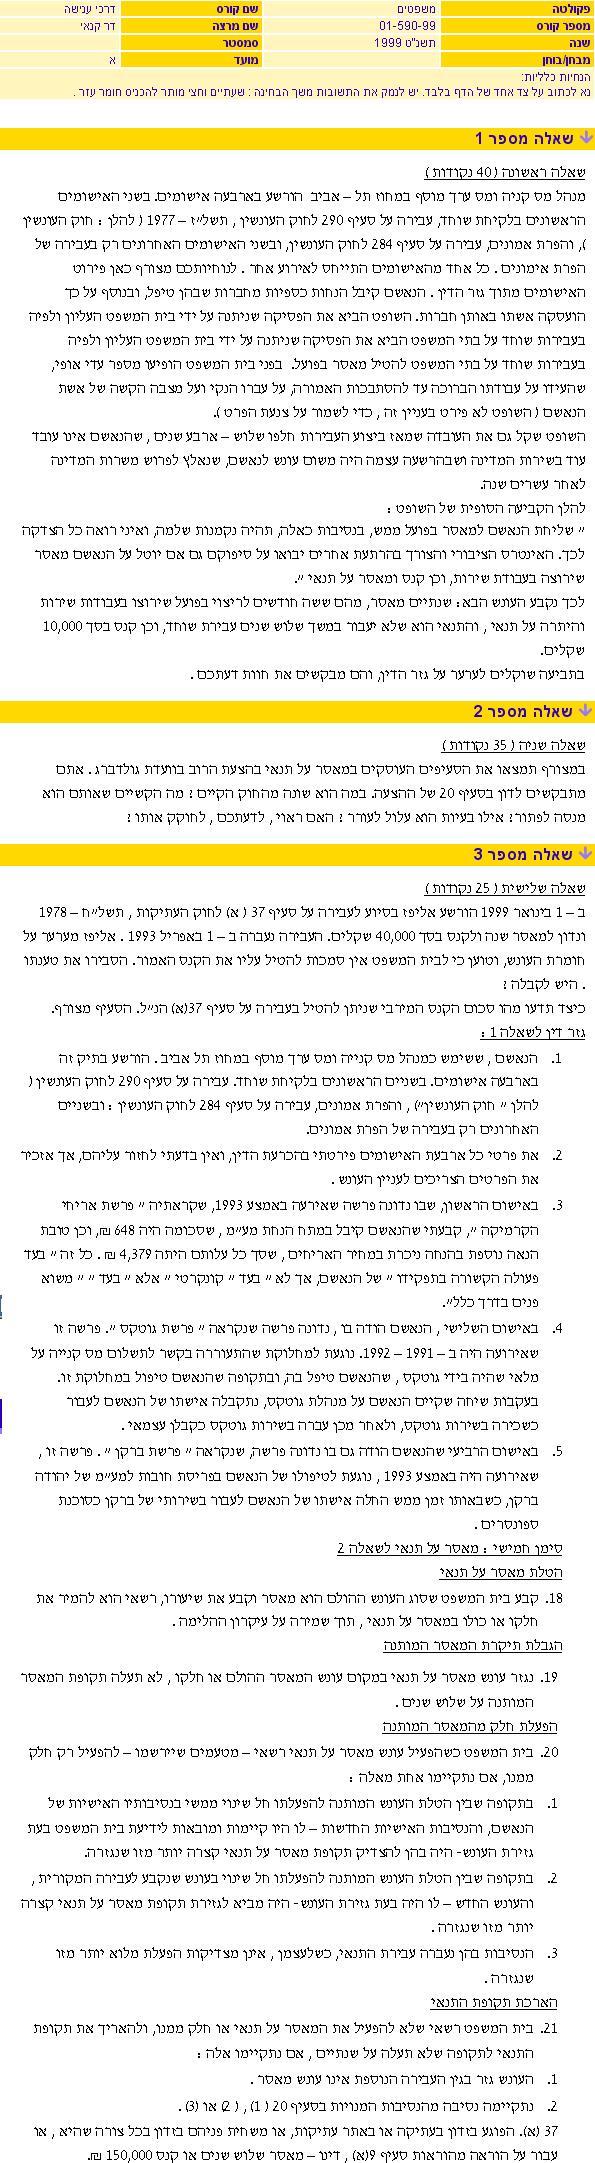 פקולטה משפטים שם קורס דרכי ענישה
מספר קורס 01-590-99 שם מרצה דר קנאי
שנה תשנ"ט 1999 סמסטר
מבחן/בוחן מועד א
הנחיות כלליות:
נא לכתוב על צד אחד של הדף בלבד. יש לנמק את התשובות משך הבחינה : שעתיים וחצי מותר להכניס חומר עזר .
שאלה מספר 1
שאלה ראשונה ( 40 נקודות )
מנהל מס קניה ומס ערך מוסף במחוז תל – אביב הורשע בארבעה אישומים. בשני האישומים
הראשונים בלקיחת שוחד, עבירה על סעיף 290 לחוק העונשין , תשל״ז – 1977 ( להלן : חוק העונשין
), והפרת אמונים, עבירה על סעיף 284 לחוק העונשין, ובשני האישומים האחרונים רק בעבירה של
הפרת אימונים . כל אחד מהאישומים התייחס לאירוע אחר . לנוחיותכם מצורף כאן פירוט
האישומים מתוך גזר הדין . הנאשם קיבל הנחות כספיות מחברות שבהן טיפל, ובנוסף על כך
הועסקה אשתו באותן חברות. השופט הביא את הפסיקה שניתנה על ידי בית המשפט העליון ולפיה
בעבירות שוחד על בתי המשפט הביא את הפסיקה שניתנה על ידי בית המשפט העליון ולפיה
בעבירות שוחד על בתי המשפט להטיל מאסר בפועל. בפני בית המשפט הופיעו מספר עדי אופי,
שהעידו על עבודתו הברוכה עד להסתבכות האמורה, על עברו הנקי ועל מצבה הקשה של אשת
הנאשם ( השופט לא פירט בעניין זה , כדי לשמור על צנעת הפרט ).
השופט שקל גם את העובדה שמאז ביצוע העבירות חלפו שלוש – ארבע שנים , שהנאשם אינו עובד
עוד בשירות המדינה ושבהרשעה עצמה היה משום עונש לנאשם, שנאלץ לפרוש משרות המדינה
לאחר עשרים שנה.
להלן הקביעה הסופית של השופט :
״ שליחת הנאשם למאסר בפועל ממש, בנסיבות כאלה, תהיה נקמנות שלמה, ואיני רואה כל הצדקה
לכך. האינטרס הציבורי והצורך בהרתעת אחרים יבואו על סיפוקם גם אם יוטל על הנאשם מאסר
שירוצה בעבודת שירות, וכן קנס ומאסר על תנאי ״.
לכך נקבע העונש הבא: שנתיים מאסר, מהם ששה חודשים לריצוי בפועל שירוצו בעבודות שירות
והיתרה על תנאי , והתנאי הוא שלא יעבור במשך שלוש שנים עבירת שוחד, וכן קנס בסך 10,000
שקלים.
בתביעה שוקלים לערער על גזר הדין, והם מבקשים את חוות דעתכם .
שאלה מספר 2
שאלה שניה ( 35 נקודות )
במצורף תמצאו את הסעיפים העוסקים במאסר על תנאי בהצעת הרוב בוועדת גולדברג . אתם
מתבקשים לדון בסעיף 20 של ההצעה. במה הוא שונה מהחוק הקיים ? מה הקשיים שאותם הוא
מנסה לפתור? אילו בעיות הוא עלול לעורר ? האם ראוי , לדעתכם , לחוקק אותו ?
שאלה מספר 3
שאלה שלישית ( 25 נקודות )
ב – 1 בינואר 1999 הורשע אליפז בסיוע לעבירה על סעיף 37 ( א) לחוק העתיקות , תשל״ח – 1978
ונדון למאסר שנה ולקנס בסך 40,000 שקלים. העבירה נעברה ב – 1 באפריל 1993 . אליפז מערער על
חומרת העונש, וטוען כי לבית המשפט אין סמכות להטיל עליו את הקנס האמור. הסבירו את טענתו
. היש לקבלה ?
כיצד תדעו מהו סכום הקנס המירבי שניתן להטיל בעבירה על סעיף 37(א) הנ״ל. הסעיף מצורף.
גזר דין לשאלה 1 :
1. הנאשם , ששימש כמנהל מס קנייה ומס ערך מוסף במחוז תל אביב . הורשע בתיק זה
בארבעה אישומים. בשניים הראשונים בלקיחת שוחד. עבירה על סעיף 290 לחוק העונשין (
להלן ״ חוק העונשין״) , והפרת אמונים, עבירה על סעיף 284 לחוק העונשין : ובשניים
האחרונים רק בעבירה של הפרת אמונים.
2. את פרטי כל ארבעת האישומים פירטתי בהכרעת הדין, ואין בדעתי לחזור עליהם, אך אזכיר
את הפרטים הצריכים לעניין העונש .
3. באישום הראשון, שבו נדונה פרשה שאירעה באמצע 1993, שקראתיה ״ פרשת אריחי
הקרמיקה ״, קבעתי שהנאשם קיבל במתת הנחת מע״מ , שסכומה היה 648 ₪, וכן טובת
הנאה נוספת בהנחה ניכרת במחיר האריחים , שסך כל עלותם היתה 4,379 ₪ . כל זה ״ בעד
פעולה הקשורה בתפקידו ״ של הנאשם, אך לא ״ בעד ״ קונקרטי ״ אלא ״ בעד ״ ״ משוא
פנים בדרך כלל״.
4. באישום השלישי , הנאשם הודה בו , נדונה פרשה שנקראה ״ פרשת גוטקס ״. פרשה זו
שאירועה היה ב – 1991 – 1992. נוגעת למחלוקת שהתעוררה בקשר לתשלום מס קנייה על
מלאי שהיה בידי גוטקס , שהנאשם טיפל בה, ובתקופה שהנאשם טיפול במחלוקת זו.
בעקבות שיחה שקיים הנאשם על מנהלת גוטקס, נתקבלה אישתו של הנאשם לעבור
כשכירה בשירות גוטקס, ולאחר מכן עברה בשירות גוטקס כקבלן עצמאי .
5. באישום הרביעי שהנאשם הודה גם בו נדונה פרשה, שנקראה ״ פרשת ברקן ״ . פרשה זו ,
שאירועה היה באמצע 1993 , נוגעת לטיפולו של הנאשם בפריסת חובות למע״מ של יהודה
ברקן, כשבאותו זמן ממש החלה אישתו של הנאשם לעבור בשירותי של ברקן כסוכנת
ספונסרים .
סימן חמישי : מאסר על תנאי לשאלה 2
הטלת מאסר על תנאי
18. קבע בית המשפט שסוג העונש ההולם הוא מאסר וקבע את שיעורו, רשאי הוא להמיר את
חלקו או כולו במאסר על תנאי , תוך שמירה על עיקרון ההלימה .
הגבלת תיקרת המאסר המותנה
19. נגזר עונש מאסר על תנאי במקום עונש המאסר ההולם או חלקו , לא תעלה תקופת המאסר
המותנה על שלוש שנים .
הפעלת חלק מהמאסר המותנה
20. בית המשפט כשהפעיל עונש מאסר על תנאי רשאי – מטעמים שיירשמו – להפעיל רק חלק
ממנו, אם נתקיימו אחת מאלה :
1. בתקופה שבין הטלת העונש המותנה להפעלתו חל שינוי ממשי בנסיבותיו האישיות של
הנאשם, והנסיבות האישיות החדשות – לו היו קיימות ומובאות לידיעת בית המשפט בעת
גזירת העונש- היה בהן להצדיק תקופת מאסר על תנאי קצרה יותר מזו שנגזרה.
2. בתקופה שבין הטלת העונש המותנה להפעלתו חל שינוי בעונש שנקבע לעבירה המקורית ,
והעונש החדש – לו היה בעת גזירת העונש- היה מביא לגזירת תקופת מאסר על תנאי קצרה
יותר מזו שנגזרה .
3. הנסיבות בהן נעברה עבירת התנאי, כשלעצמן , אינן מצדיקות הפעלת מלוא יותר מזו
שנגזרה .
הארכת תקופת התנאי
21. בית המשפט רשאי שלא להפעיל את המאסר על תנאי או חלק ממנו, ולהאריך את תקופת
התנאי לתקופה שלא תעלה על שנתיים , אם נתקיימו אלה :
1. העונש גזר בגין העבירה הנוספת אינו עונש מאסר .
2. נתקיימה נסיבה מהנסיבות המנויות בסעיף 20 ( 1) , ( 2) או (3) .
37 (א). הפוגע בזדון בעתיקה או באתר עתיקות, או משחית פניהם בזדון בכל צורה שהיא , או
עבור על הוראה מהוראות סעיף 9(א) , דינו – מאסר שלוש שנים או קנס 150,000 ₪.